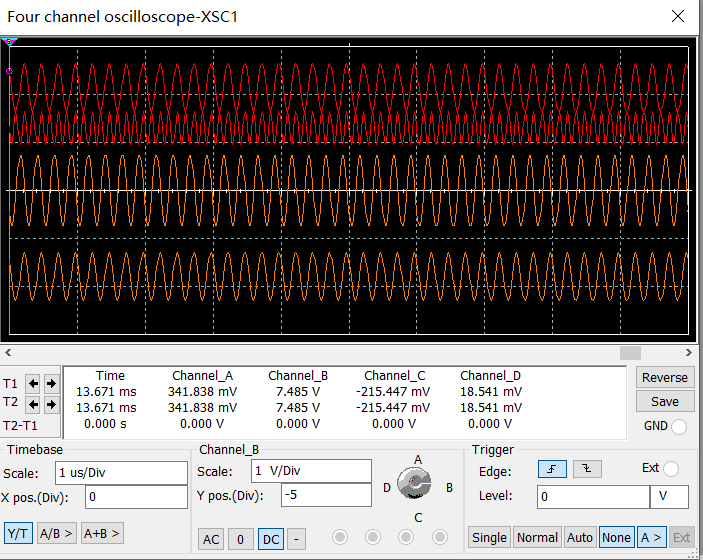 Four channel oscilloscope-XSC1
Time Channel_A Channel_B Channel_C Channel_D
T1 13.671 ms 341.838 mV 7.485 V -215.447 mV 18.541 mV
T2 13.671 ms 341.838 mV 7.485 V -215.447 mV 18.541 mV
T2-T1 0.000 s 0.000 V 0.000 V 0.000 V 0.000 V
Reverse
Save
GND
Timebase
Scale: 1 us/Div
X pos.(Div): 0
Y/T A/B > A+B >
Channel_B
Scale: 1 V/Div
Y pos.(Div): -5
AC 0 DC -
A
D B
C
Trigger
Edge: Ext
Level: 0 V
Single Normal Auto None A > Ext